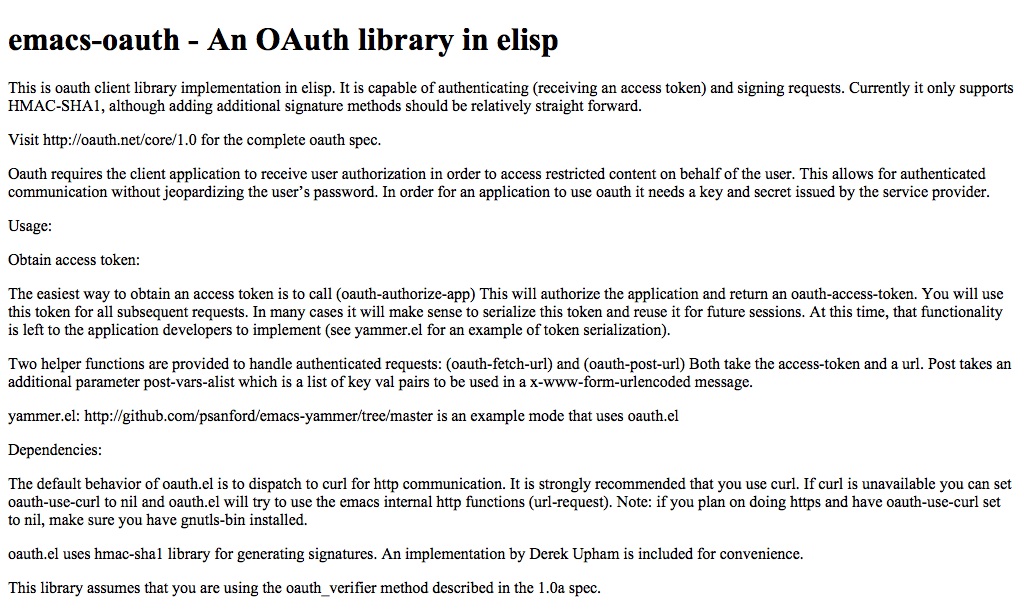 emacs-oauth - An OAuth library in elisp
This is oauth client library implementation in elisp. It is capable of authenticating (receiving an access token) and signing requests. Currently it only supports
HMAC-SHA1, although adding additional signature methods should be relatively straight forward.
Visit http://oauth.net/core/1.0 for the complete oauth spec.
Oauth requires the client application to receive user authorization in order to access restricted content on behalf of the user. This allows for authenticated
communication without jeopardizing the user’s password. In order for an application to use oauth it needs a key and secret issued by the service provider.
Usage:
Obtain access token:
The easiest way to obtain an access token is to call (oauth-authorize-app) This will authorize the application and return an oauth-access-token. You will use
this token for all subsequent requests. In many cases it will make sense to serialize this token and reuse it for future sessions. At this time, that functionality
is left to the application developers to implement (see yammer.el for an example of token serialization).
Two helper functions are provided to handle authenticated requests: (oauth-fetch-url) and (oauth-post-url) Both take the access-token and a url. Post takes an
additional parameter post-vars-alist which is a list of key val pairs to be used in a x-www-form-urlencoded message.
yammer.el: http://github.com/psanford/emacs-yammer/tree/master is an example mode that uses oauth.el
Dependencies:
The default behavior of oauth.el is to dispatch to curl for http communication. It is strongly recommended that you use curl. If curl is unavailable you can set
oauth-use-curl to nil and oauth.el will try to use the emacs internal http functions (url-request). Note: if you plan on doing https and have oauth-use-curl set
to nil, make sure you have gnutls-bin installed.
oauth.el uses hmac-sha1 library for generating signatures. An implementation by Derek Upham is included for convenience.
This library assumes that you are using the oauth_verifier method described in the 1.0a spec.